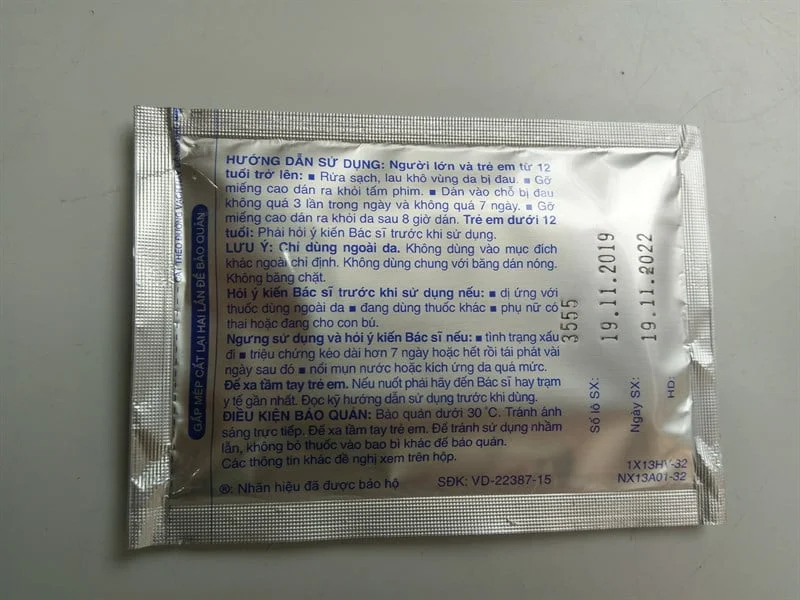 HƯỚNG DẪN SỬ DỤNG: Người lớn và trẻ em từ 12
tuổi trở lên: ■ Rửa sạch, lau khô vùng da bị đau. ■ Gỡ
miếng cao dán ra khỏi tấm phim. ■ Dán vào chỗ bị đau
không quá 3 lần trong ngày và không quá 7 ngày. ■ Gỡ
miếng cao dán ra khỏi da sau 8 giờ dán. Trẻ em dưới 12
tuổi: Phải hỏi ý kiến Bác sĩ trước khi sử dụng.
LƯU Ý: Chỉ dùng ngoài da. Không dùng vào mục đích
khác ngoài chỉ định. Không dùng chung với băng dán nóng.
Không băng chặt.
Hỏi ý kiến Bác sĩ trước khi sử dụng nếu: ■ dị ứng với
thuốc dùng ngoài da ■ đang dùng thuốc khác ■ phụ nữ có
thai hoặc đang cho con bú.
Ngưng sử dụng và hỏi ý kiến Bác sĩ nếu: ■ tình trạng xấu
đi ■ triệu chứng kéo dài hơn 7 ngày hoặc hết rồi tái phát vài
ngày sau đó ■ nổi mụn nước hoặc kích ứng da quá mức.
Để xa tầm tay trẻ em. Nếu nuốt phải hãy đến Bác sĩ hay trạm
y tế gần nhất. Đọc kỹ hướng dẫn sử dụng trước khi dùng.
ĐIỀU KIỆN BẢO QUẢN: Bảo quản dưới 30°C. Tránh ánh
sáng trực tiếp. Để xa tầm tay trẻ em. Để tránh sử dụng nhầm
lẫn, không bỏ thuốc vào bao bì khác để bảo quản.
Các thông tin khác đề nghị xem trên hộp.
®: Nhãn hiệu đã được bảo hộ
SĐK: VD-22387-15
1X13HV-32
NX13A01-32
Số lô SX: 3555
Ngày SX: 19.11.2019
HD: 19.11.2022
GẤP MÉP CẮT LẠI HAI LẦN ĐỂ BẢO QUẢN
CẮT THEO ĐƯỜNG